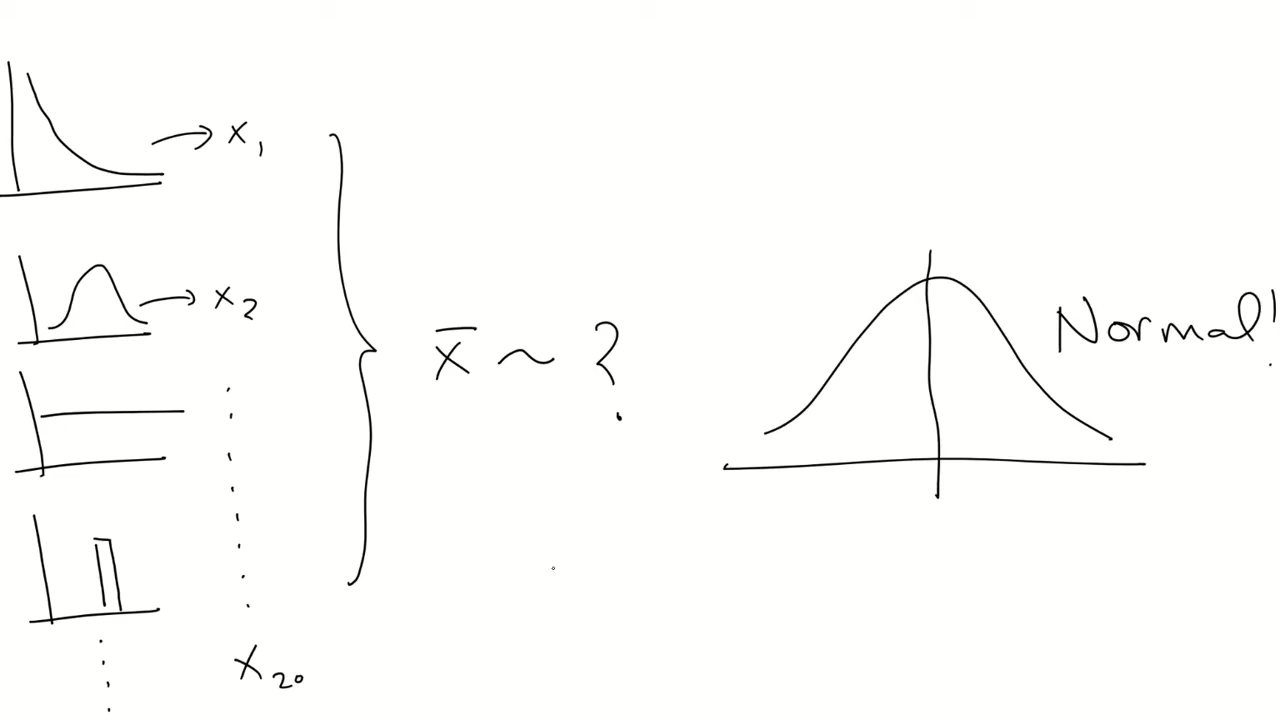 x₁
x₂
x₂₀
x̄ ~ ?
Normal!